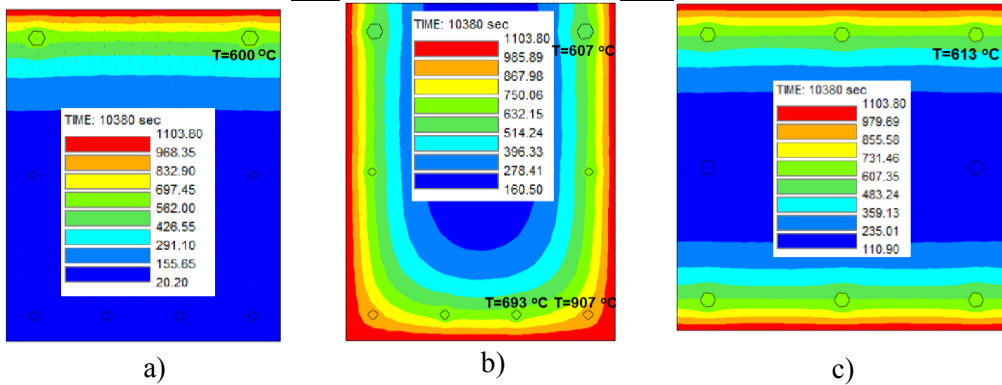 T=600 °C
TIME: 10380 sec
1103.80
968.35
832.90
697.45
562.00
426.55
291.10
155.65
20.20
a)
TIME: 10380 sec
1103.80
985.89
867.98
750.06
632.15
514.24
396.33
278.41
160.50
T=607 °C
T=693 °C T=907 °C
b)
T=613 °C
TIME: 10380 sec
1103.80
979.69
855.58
731.46
607.35
483.24
359.13
235.01
110.90
c)